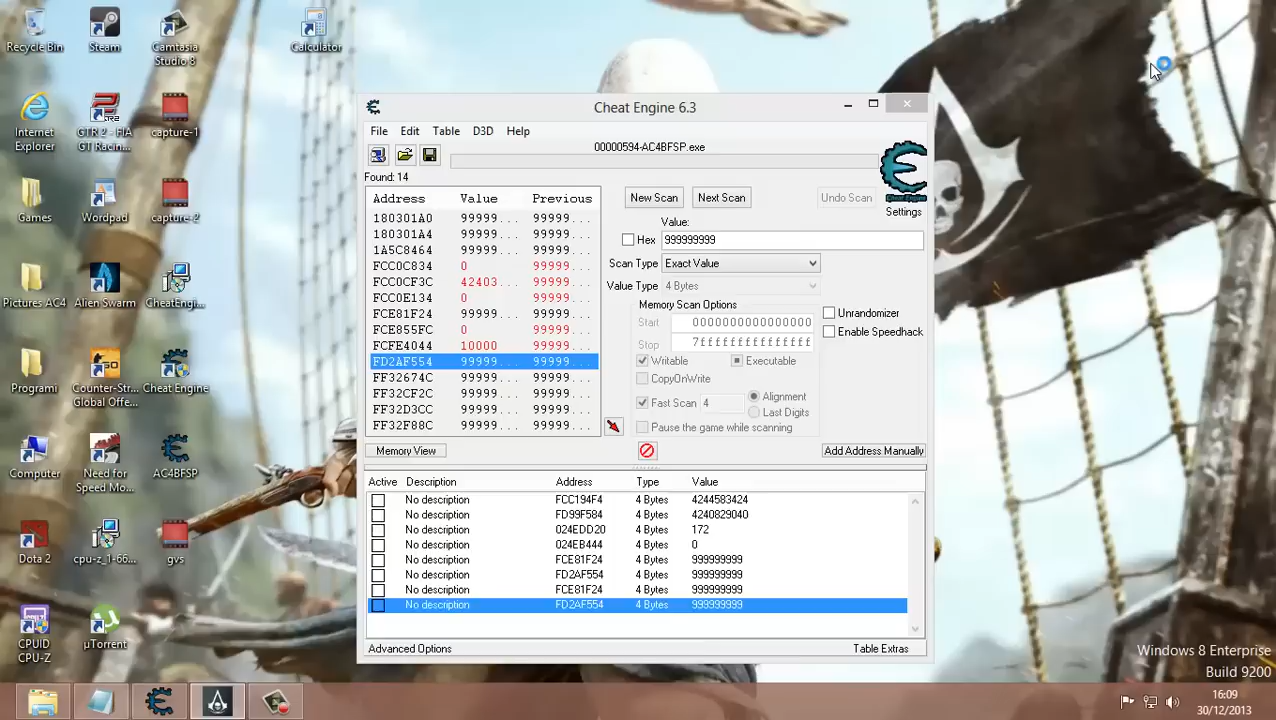 Recycle Bin
Steam
Camtasia Studio 8
Calculator
Internet Explorer
GTR 2 - FIA GT Racin...
capture-1
Games
Wordpad
capture-2
Pictures AC4
Alien Swarm
CheatEngi...
Programi
Counter-Str... Global Offe...
Cheat Engine
Computer
Need for Speed Mo...
AC4BFSP
Dota 2
cpu-z_1-66...
gvs
CPUID CPU-Z
µTorrent
Cheat Engine 6.3
File Edit Table D3D Help
00000594-AC4BFSP.exe
Found: 14
Settings
Address Value Previous
180301A0 99999... 99999...
180301A4 99999... 99999...
1A5C8464 99999... 99999...
FCC0C834 0 99999...
FCC0CF3C 42403... 99999...
FCC0E134 0 99999...
FCE81F24 99999... 99999...
FCE855FC 0 99999...
FCFE4044 10000 99999...
FD2AF554 99999... 99999...
FF32674C 99999... 99999...
FF32CF2C 99999... 99999...
FF32D3CC 99999... 99999...
FF32F88C 99999... 99999...
New Scan Next Scan Undo Scan
Value:
Hex 999999999
Scan Type Exact Value
Value Type 4 Bytes
Memory Scan Options
Start 0000000000000000
Stop 7fffffffffffffff
Writable Executable
CopyOnWrite
Fast Scan 4 Alignment
Last Digits
Pause the game while scanning
Unrandomizer
Enable Speedhack
Memory View
Add Address Manually
Active Description Address Type Value
No description FCC194F4 4 Bytes 4244583424
No description FD99F584 4 Bytes 4240829040
No description 024EDD20 4 Bytes 172
No description 024EB444 4 Bytes 0
No description FCE81F24 4 Bytes 999999999
No description FD2AF554 4 Bytes 999999999
No description FCE81F24 4 Bytes 999999999
No description FD2AF554 4 Bytes 999999999
Advanced Options Table Extras
Windows 8 Enterprise
Build 9200
16:09
30/12/2013